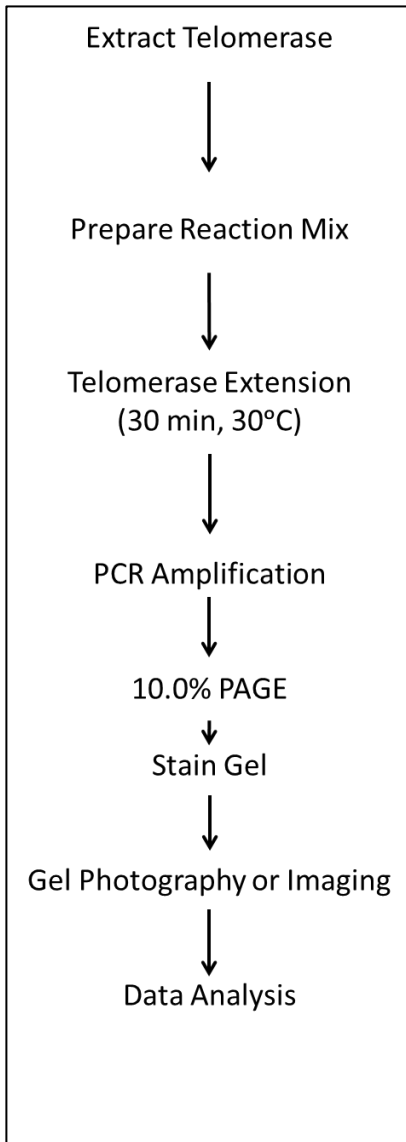 Extract Telomerase
Prepare Reaction Mix
Telomerase Extension
(30 min, 30°C)
PCR Amplification
10.0% PAGE
Stain Gel
Gel Photography or Imaging
Data Analysis